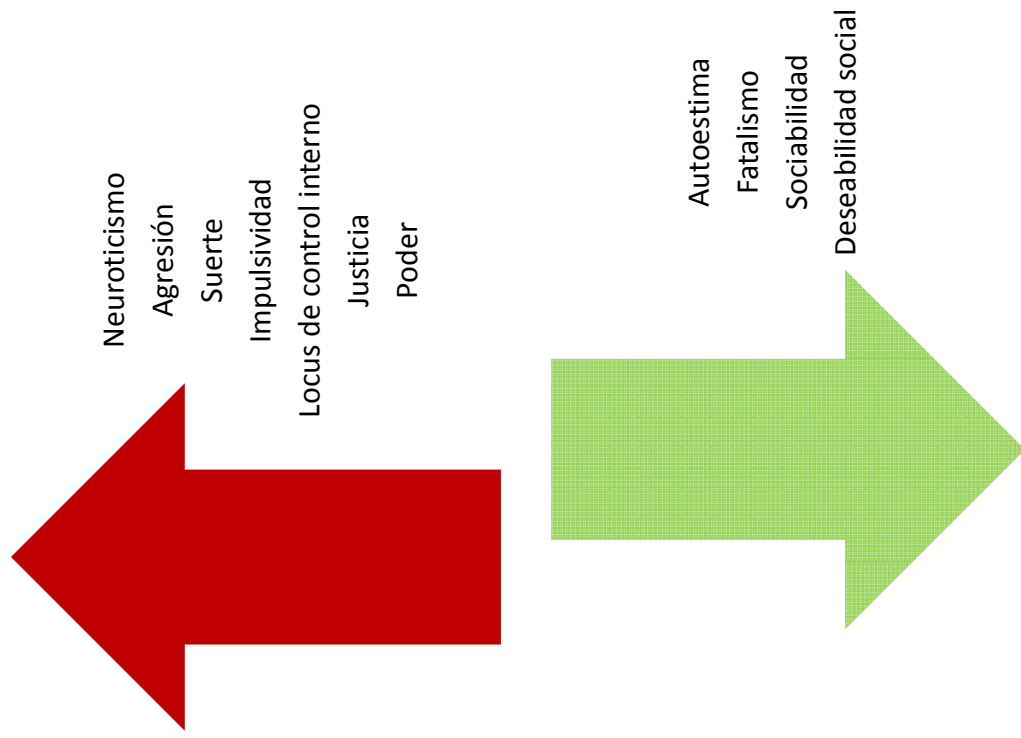 Neuroticismo
Agresión
Suerte
Impulsividad
Locus de control interno
Justicia
Poder
Autoestima
Fatalismo
Sociabilidad
Deseabilidad social